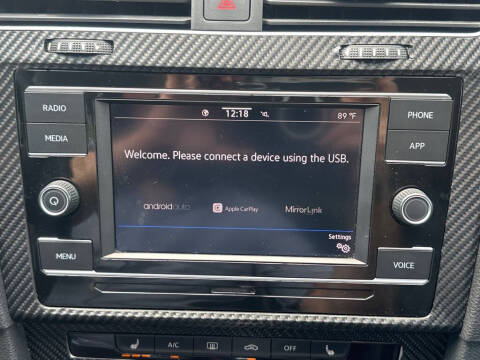 RADIO
MEDIA
MENU
12:18
89 °F
Welcome. Please connect a device using the USB.
androidauto
Apple CarPlay
MirrorLink
Settings
PHONE
APP
VOICE
A/C
OFF